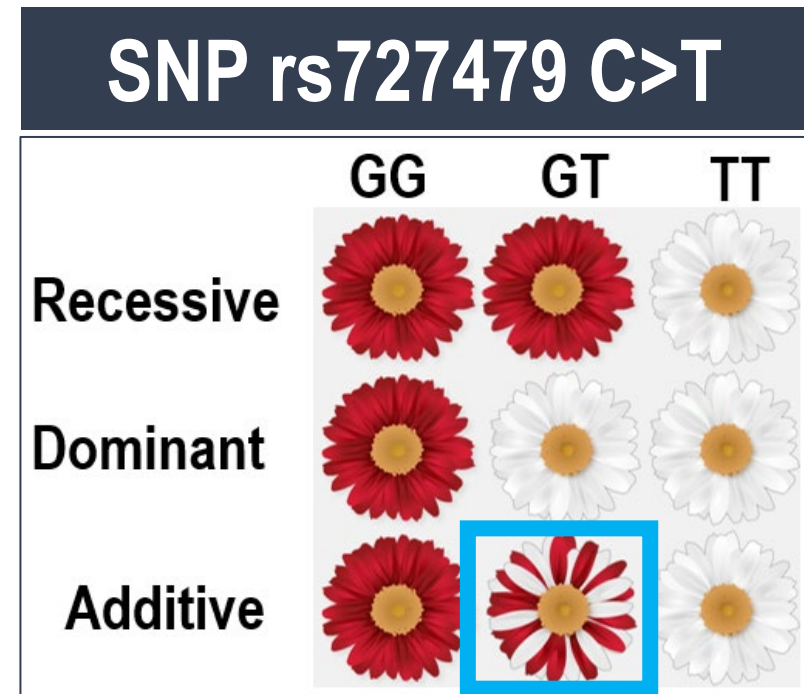 SNP rs727479 C>T
GG GT TT
Recessive
Dominant
Additive